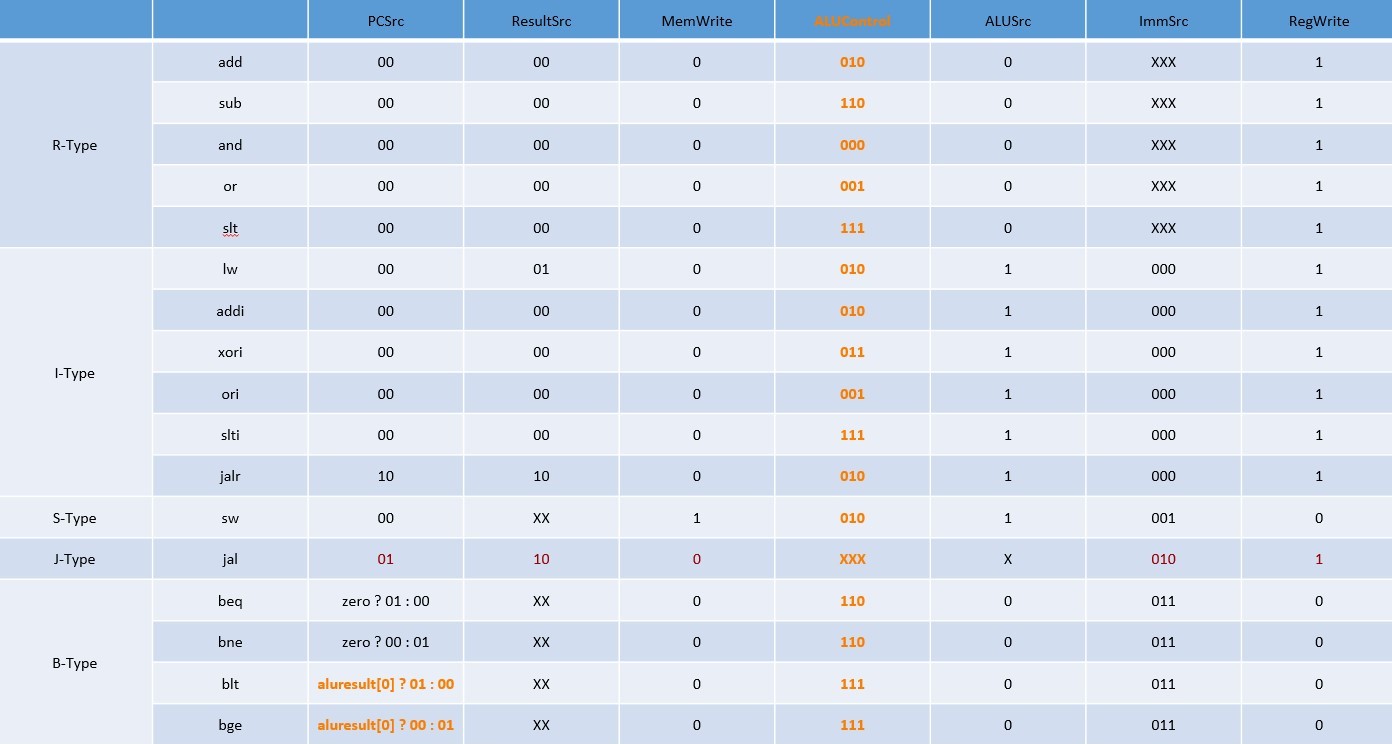 PCSrc ResultSrc MemWrite ALUControl ALUSrc ImmSrc RegWrite
R-Type
add 00 00 0 010 0 XXX 1
sub 00 00 0 110 0 XXX 1
and 00 00 0 000 0 XXX 1
or 00 00 0 001 0 XXX 1
slt 00 00 0 111 0 XXX 1
I-Type
lw 00 01 0 010 1 000 1
addi 00 00 0 010 1 000 1
xori 00 00 0 011 1 000 1
ori 00 00 0 001 1 000 1
slti 00 00 0 111 1 000 1
jalr 10 10 0 010 1 000 1
S-Type sw 00 XX 1 010 1 001 0
J-Type jal 01 10 0 XXX X 010 1
B-Type
beq zero ? 01 : 00 XX 0 110 0 011 0
bne zero ? 00 : 01 XX 0 110 0 011 0
blt aluresult[0] ? 01 : 00 XX 0 111 0 011 0
bge aluresult[0] ? 00 : 01 XX 0 111 0 011 0